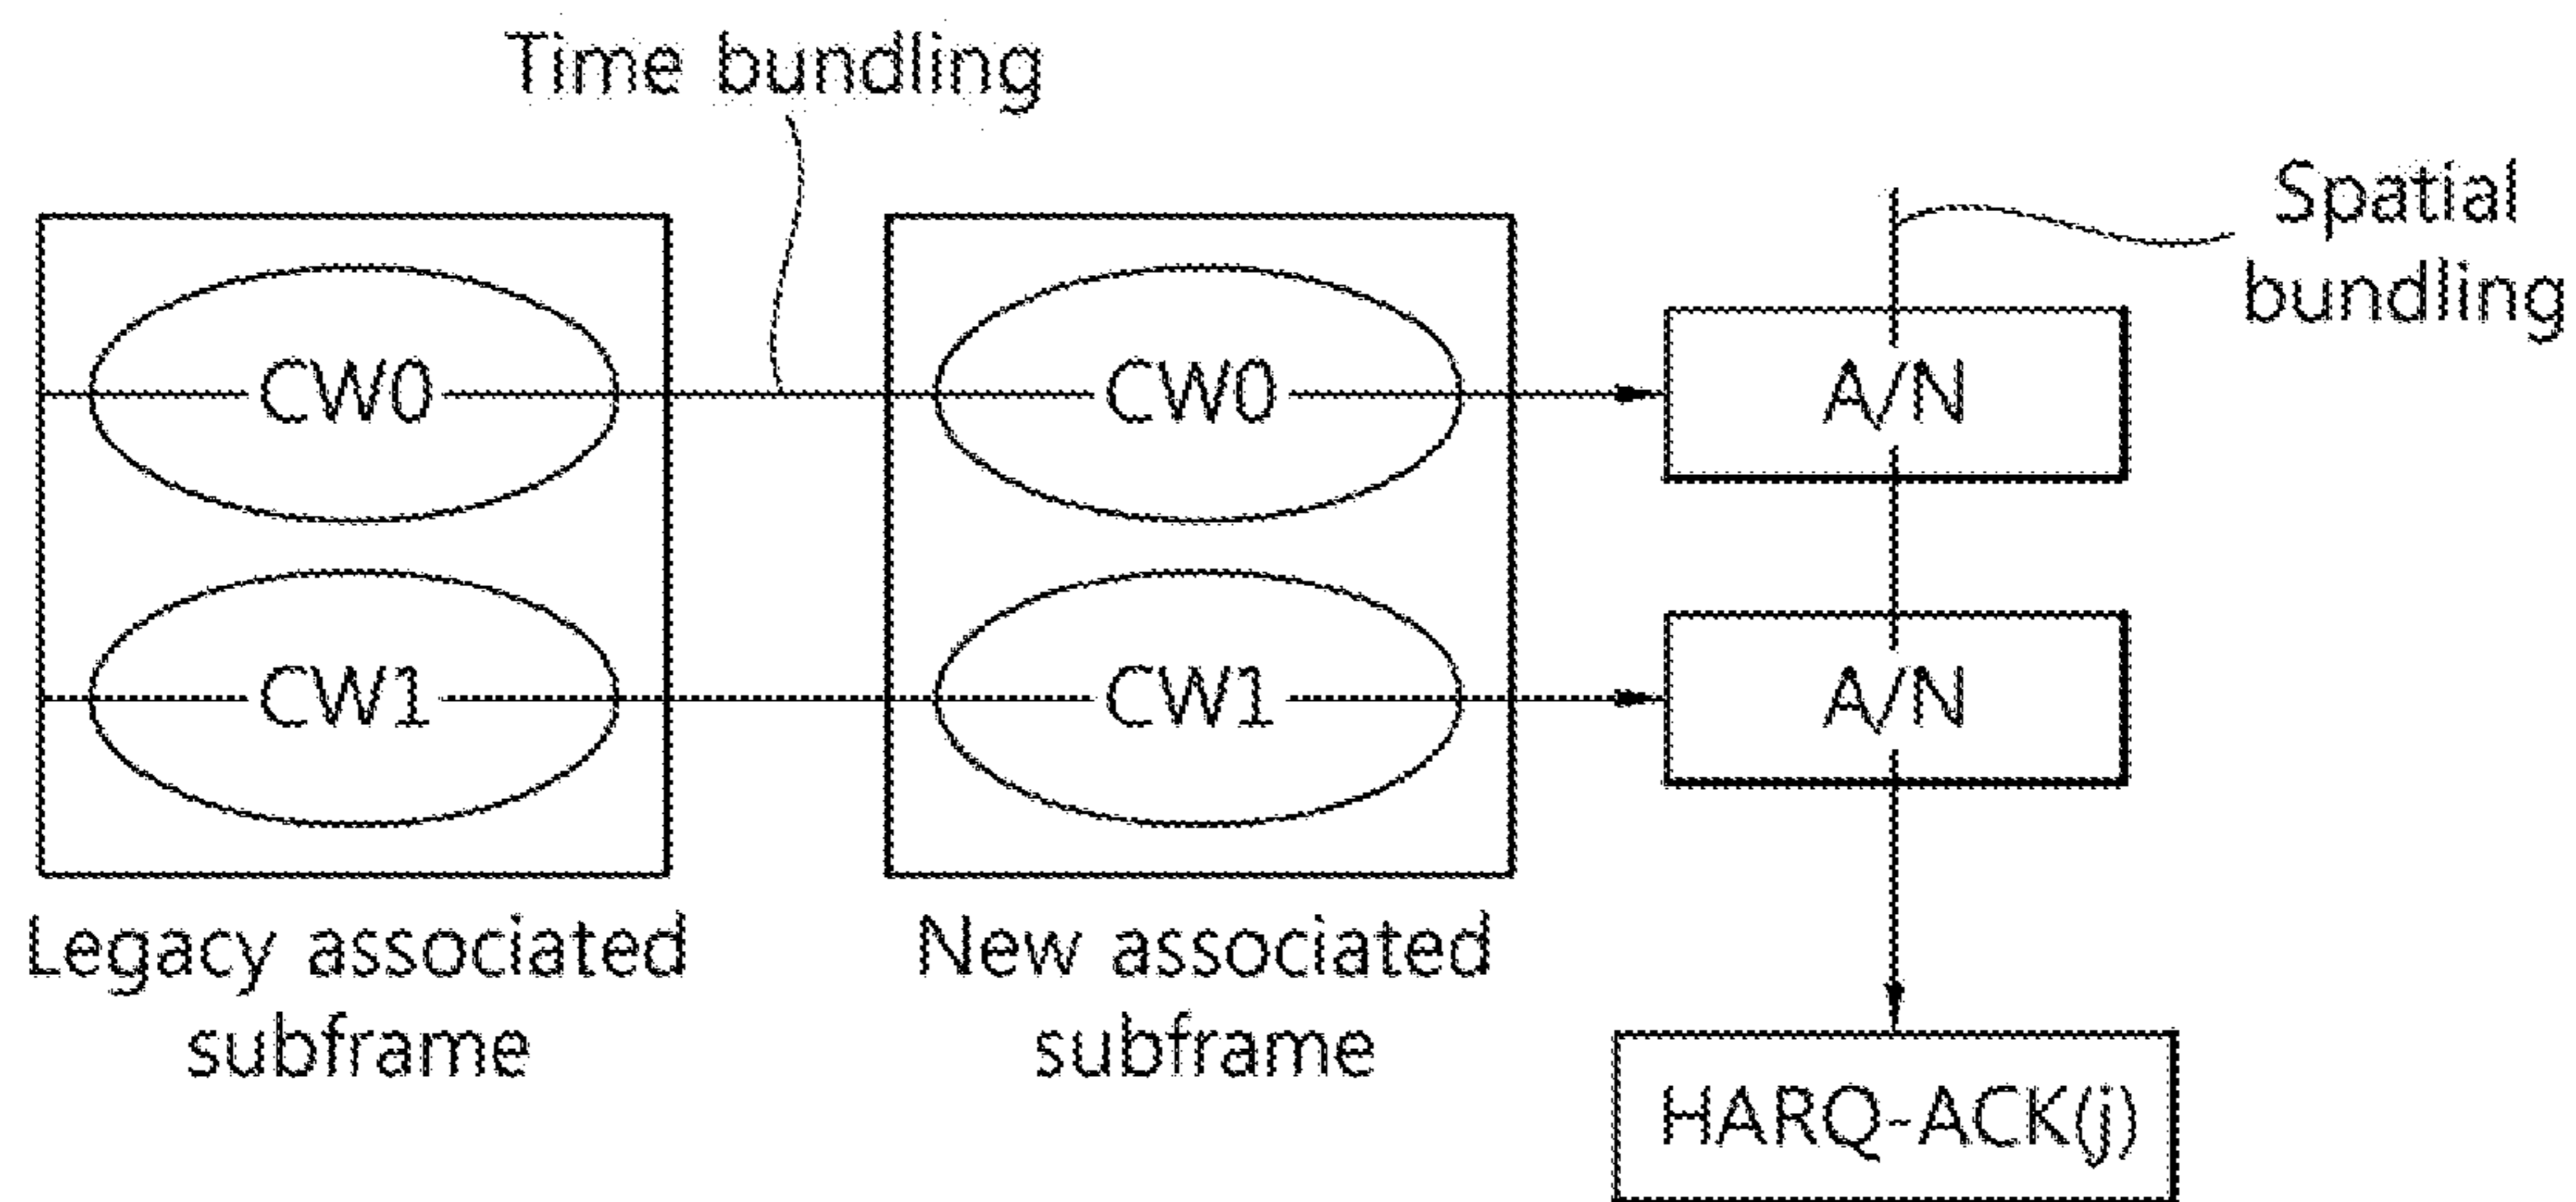 Time bundling
Spatial
bundling
CW0
CW0
A/N
CW1
CW1
A/N
Legacy associated
subframe
New associated
subframe
HARQ-ACK(j)